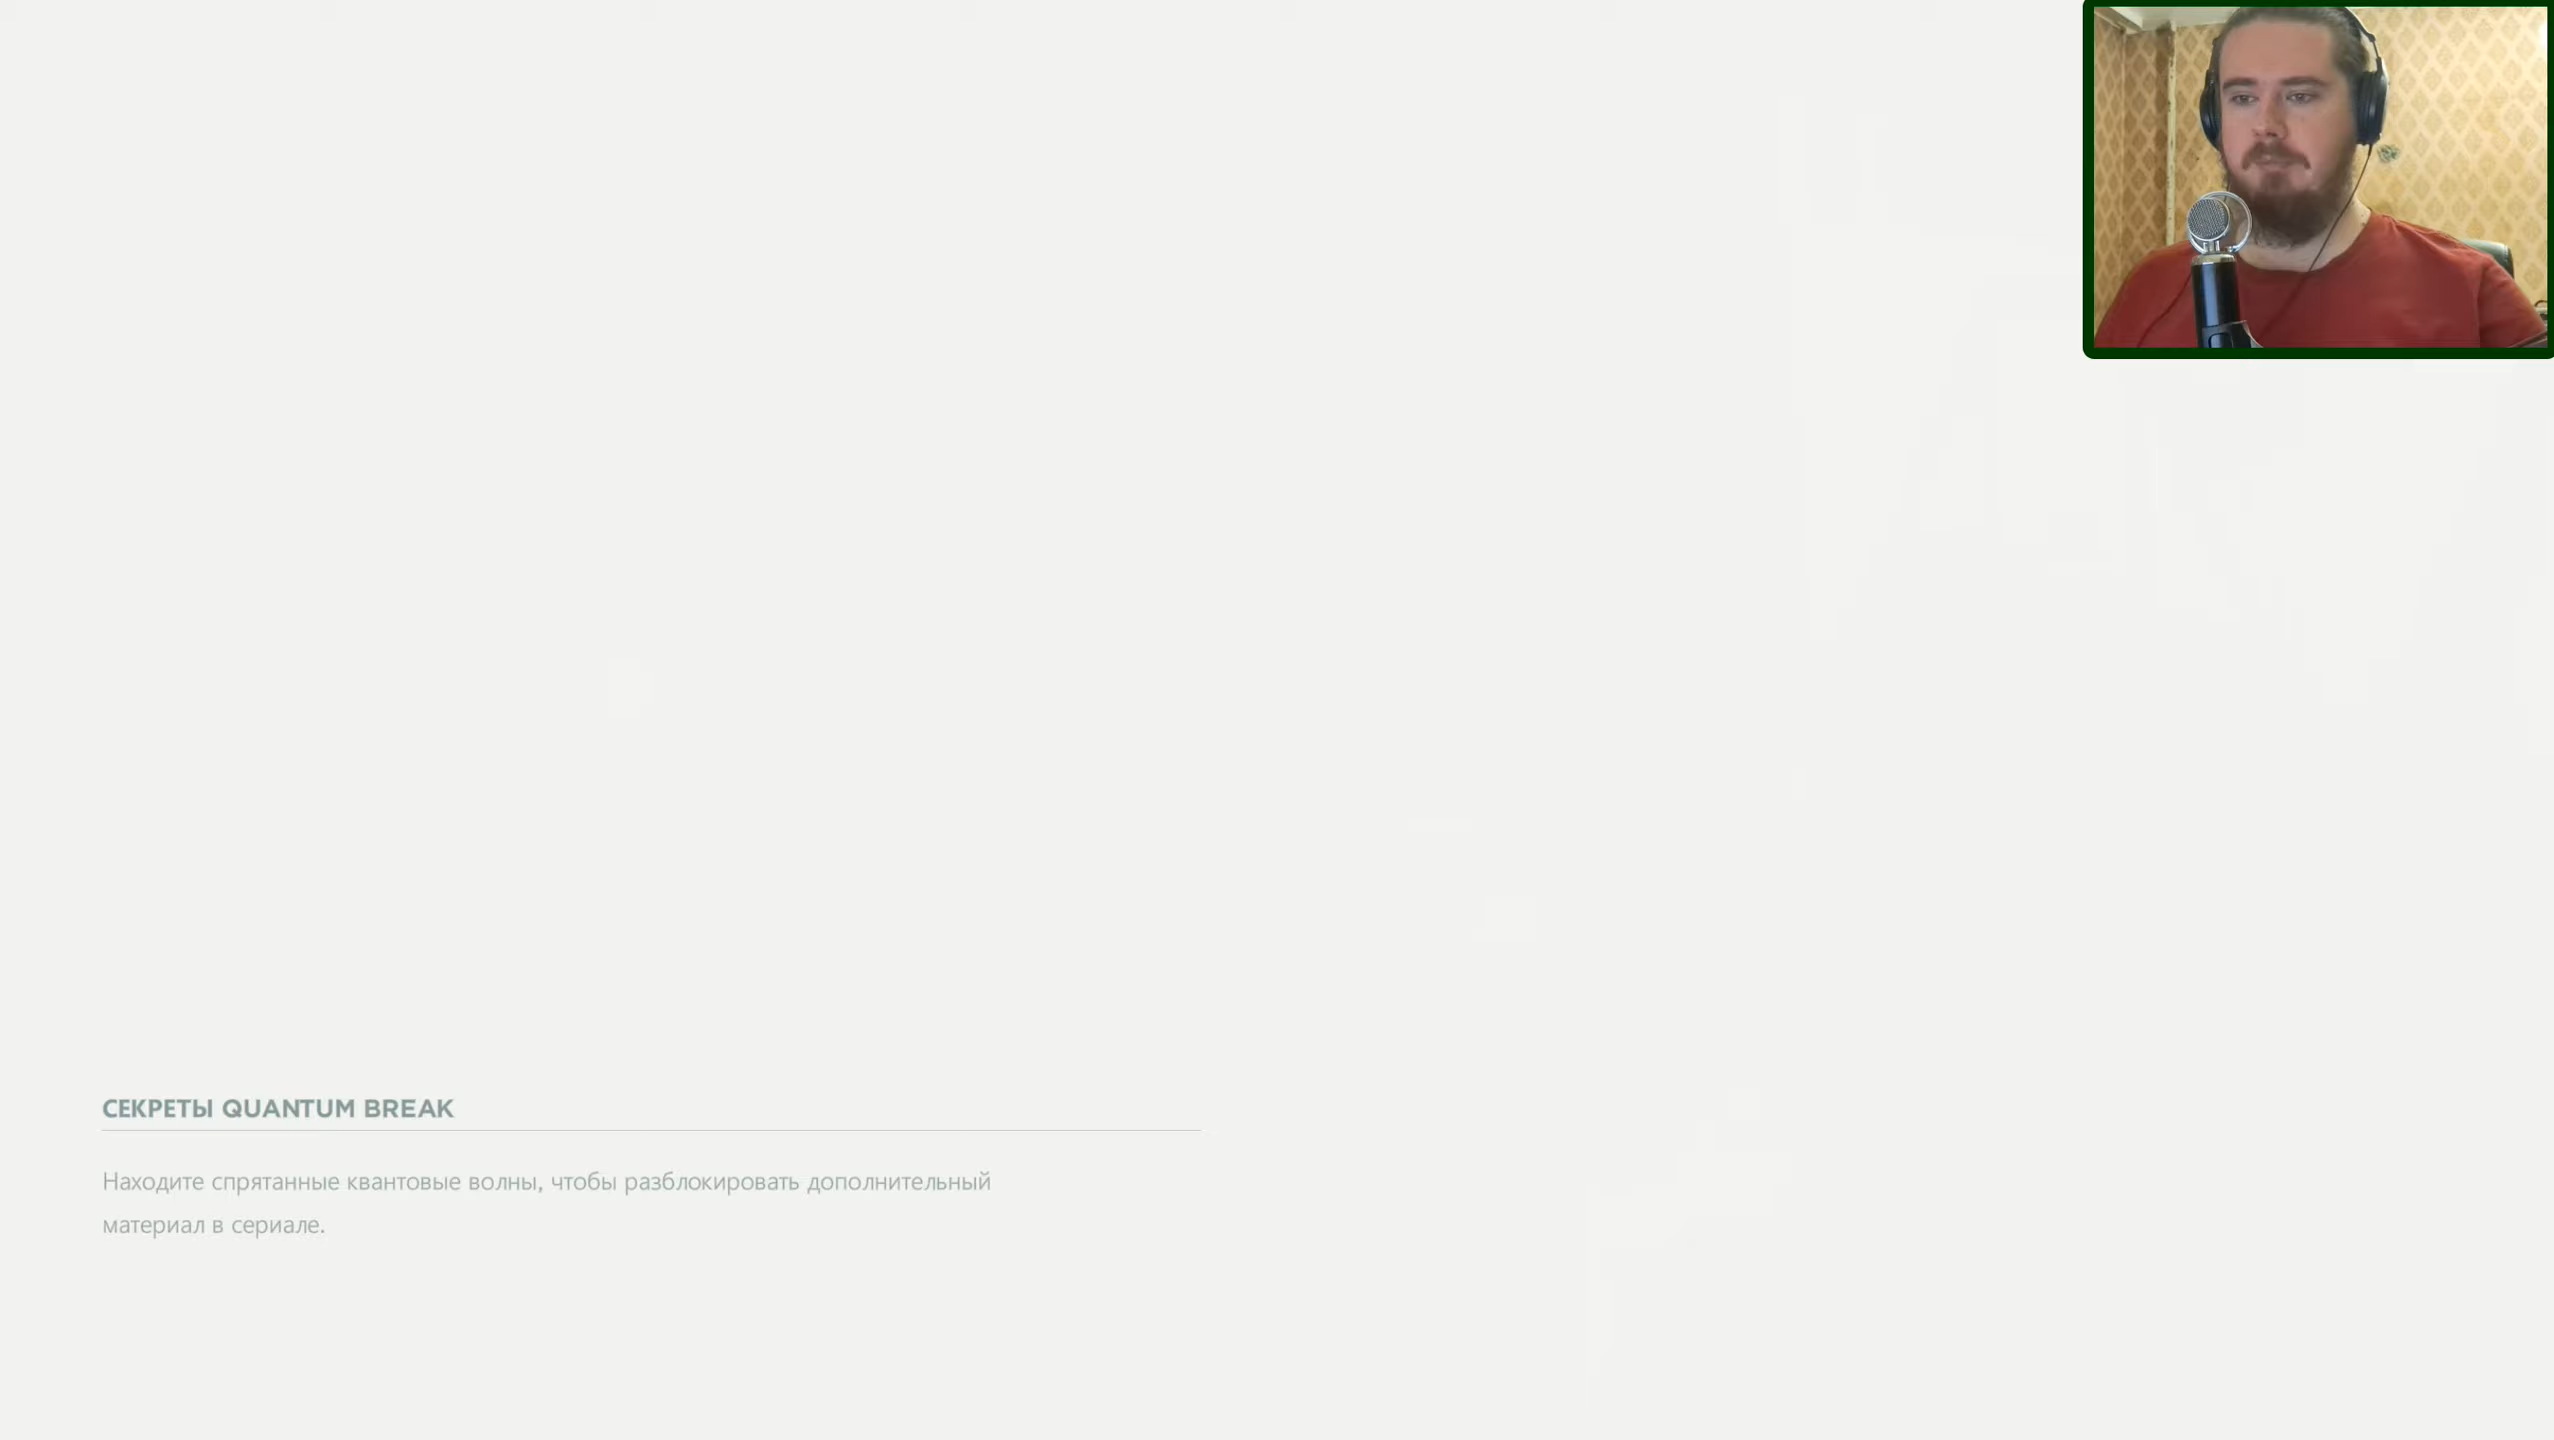 СЕКРЕТЫ QUANTUM BREAK
Находите спрятанные квантовые волны, чтобы разблокировать дополнительный
материал в сериале.